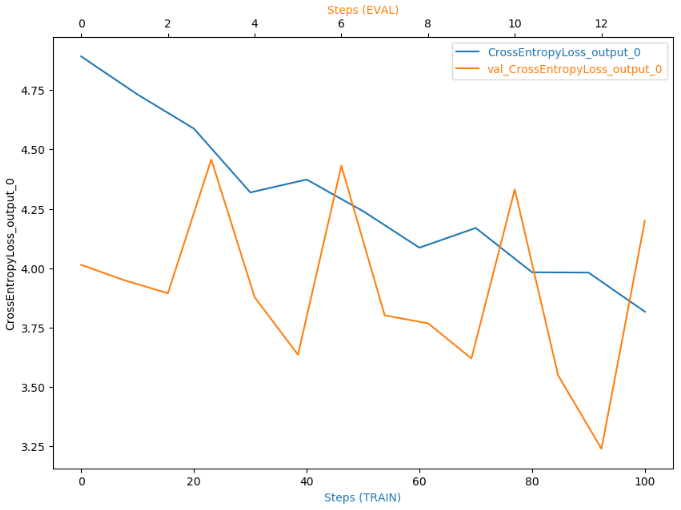 Steps (EVAL)
0 2 4 6 8 10 12
CrossEntropyLoss_output_0
val_CrossEntropyLoss_output_0
CrossEntropyLoss_output_0
4.75
4.50
4.25
4.00
3.75
3.50
3.25
0 20 40 60 80 100
Steps (TRAIN)